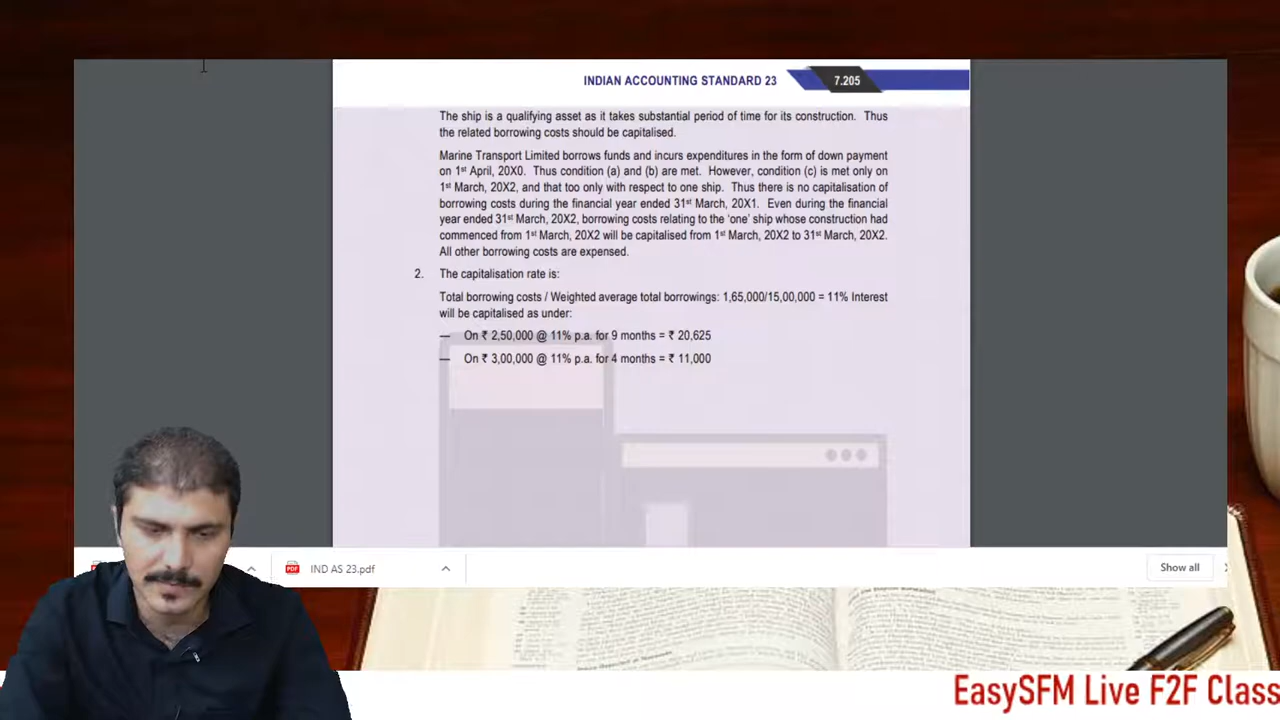 INDIAN ACCOUNTING STANDARD 23
7.205
The ship is a qualifying asset as it takes substantial period of time for its construction. Thus
the related borrowing costs should be capitalised.
Marine Transport Limited borrows funds and incurs expenditures in the form of down payment
on 1st April, 20X0. Thus condition (a) and (b) are met. However, condition (c) is met only on
1st March, 20X2, and that too only with respect to one ship. Thus there is no capitalisation of
borrowing costs during the financial year ended 31st March, 20X1. Even during the financial
year ended 31st March, 20X2, borrowing costs relating to the 'one' ship whose construction had
commenced from 1st March, 20X2 will be capitalised from 1st March, 20X2 to 31st March, 20X2.
All other borrowing costs are expensed.
2. The capitalisation rate is:
Total borrowing costs / Weighted average total borrowings: 1,65,000/15,00,000 = 11% Interest
will be capitalised as under:
— On ₹ 2,50,000 @ 11% p.a. for 9 months = ₹ 20,625
— On ₹ 3,00,000 @ 11% p.a. for 4 months = ₹ 11,000
PDF IND AS 23.pdf
Show all
EasySFM Live F2F Class